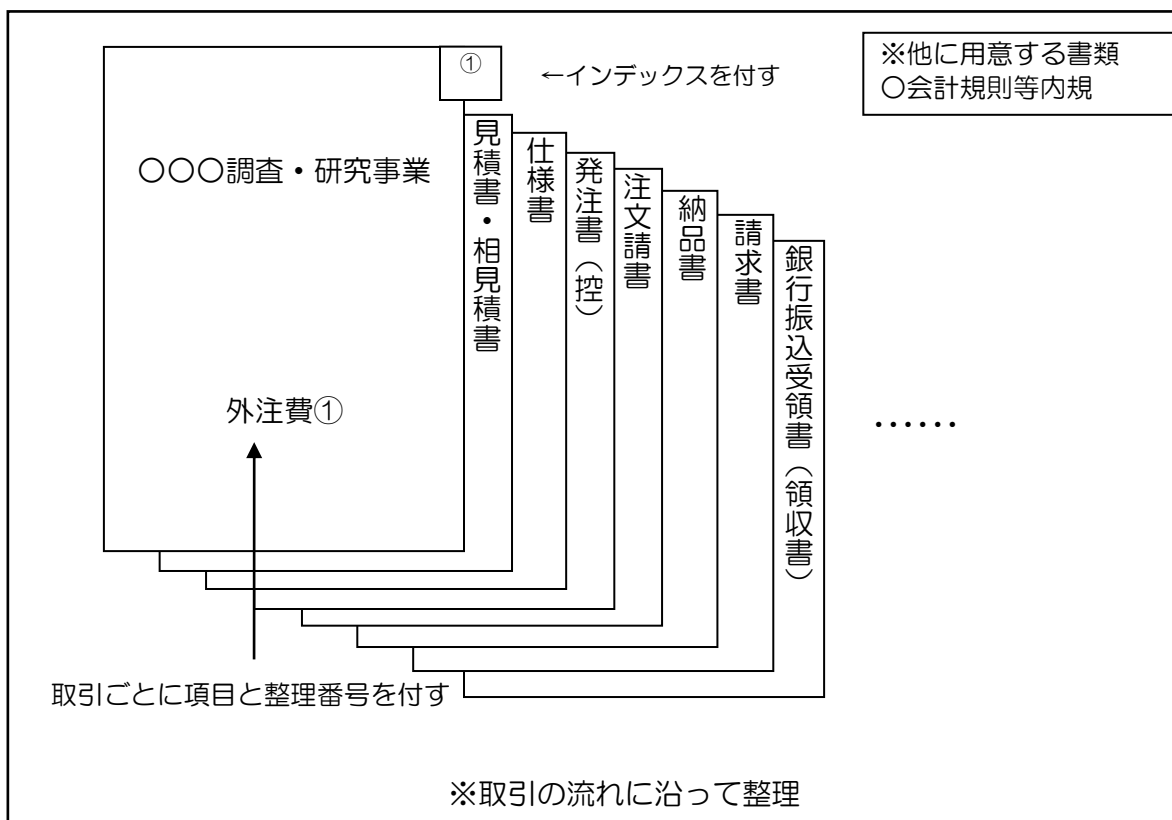 ①
←インデックスを付す
※他に用意する書類
○会計規則等内規
○○○調査・研究事業
外注費①
見積書・相見積書
仕様書
発注書（控）
注文請書
納品書
請求書
銀行振込受領書（領収書）
……
取引ごとに項目と整理番号を付す
※取引の流れに沿って整理